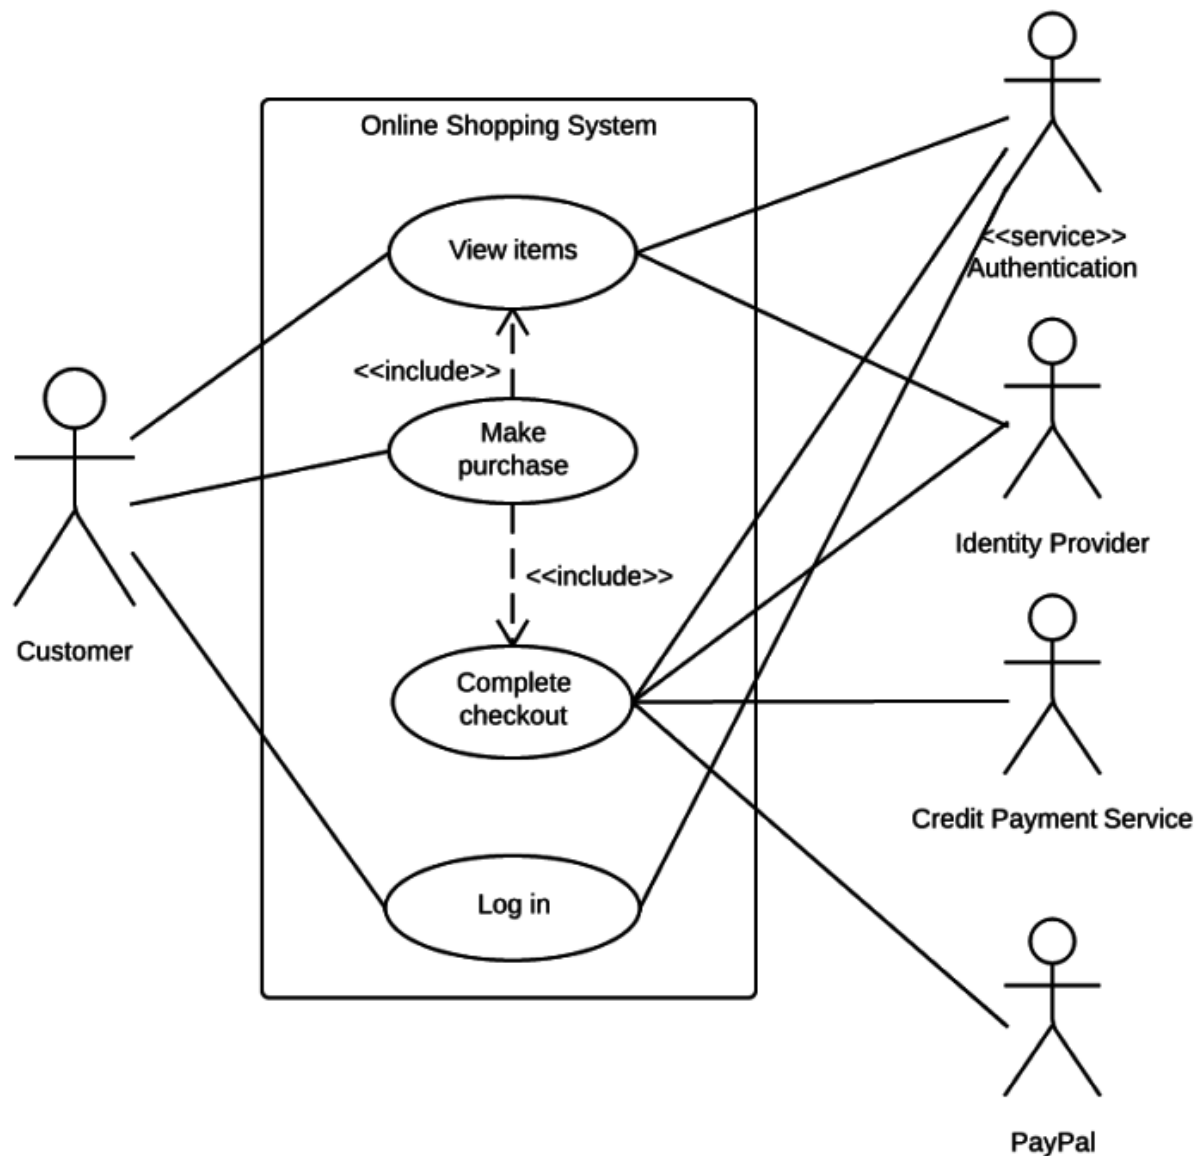 Online Shopping System
View items
<<service>>
Authentication
<<include>>
Make
purchase
Identity Provider
<<include>>
Customer
Complete
checkout
Credit Payment Service
Log in
PayPal